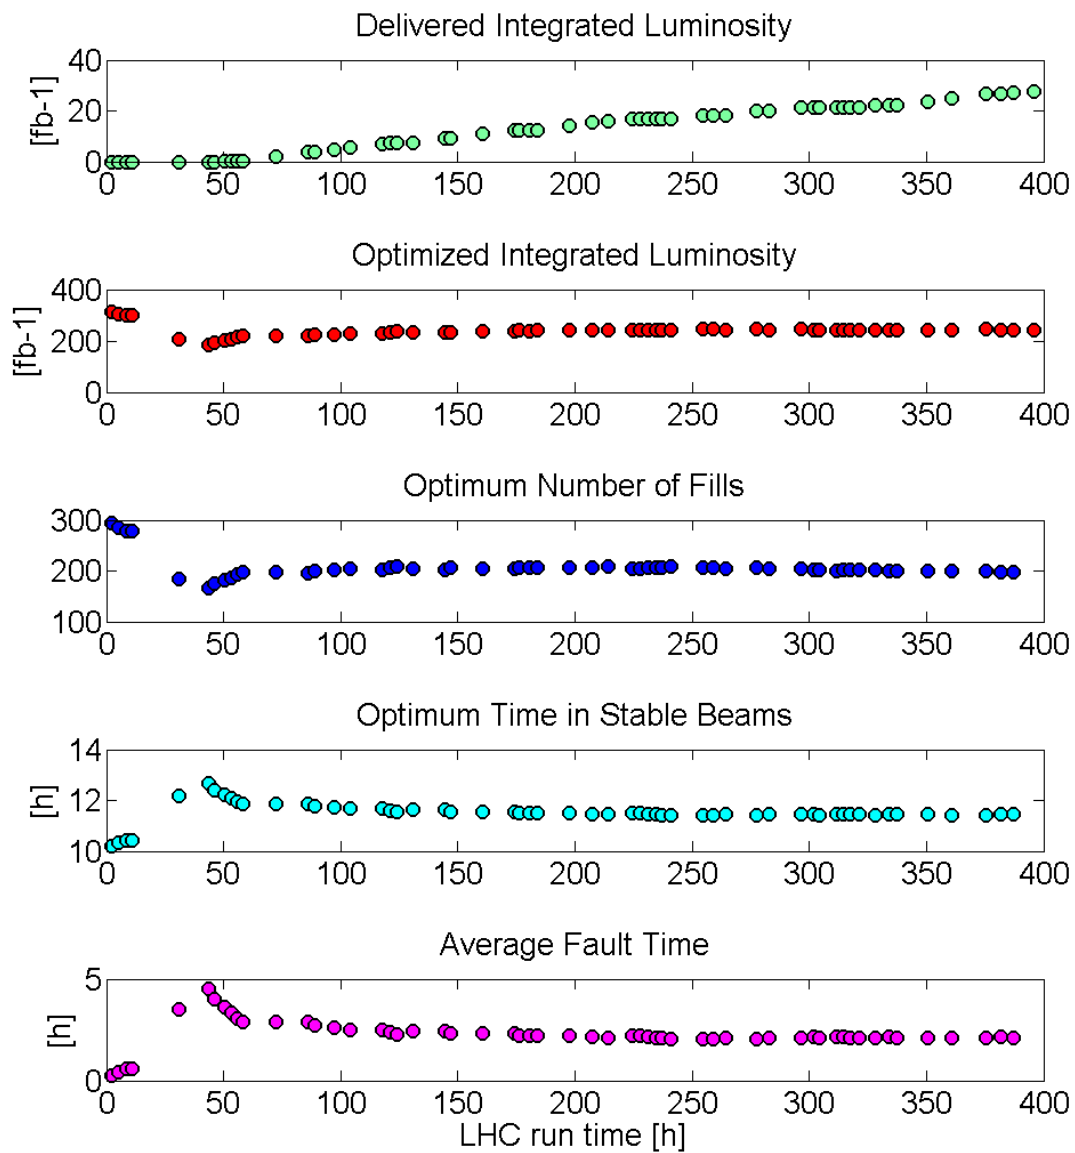 Delivered Integrated Luminosity
40
20
0
[fb-1]
0 50 100 150 200 250 300 350 400
Optimized Integrated Luminosity
400
200
0
[fb-1]
0 50 100 150 200 250 300 350 400
Optimum Number of Fills
300
200
100
0 50 100 150 200 250 300 350 400
Optimum Time in Stable Beams
14
12
10
[h]
0 50 100 150 200 250 300 350 400
Average Fault Time
5
0
[h]
0 50 100 150 200 250 300 350 400
LHC run time [h]